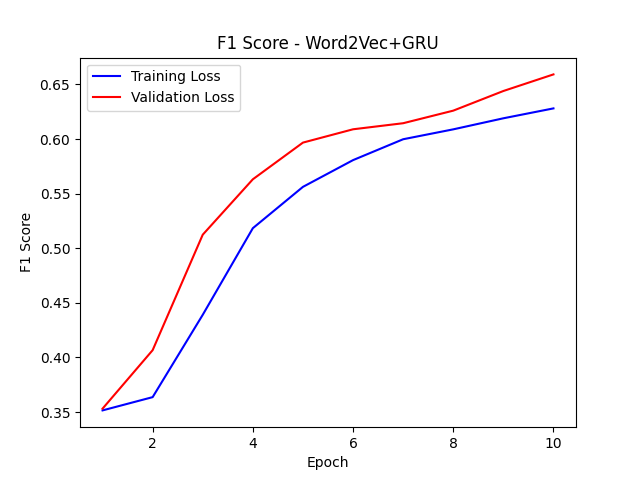 F1 Score - Word2Vec+GRU
Training Loss
Validation Loss
0.65
0.60
0.55
0.50
0.45
0.40
0.35
F1 Score
2 4 6 8 10
Epoch